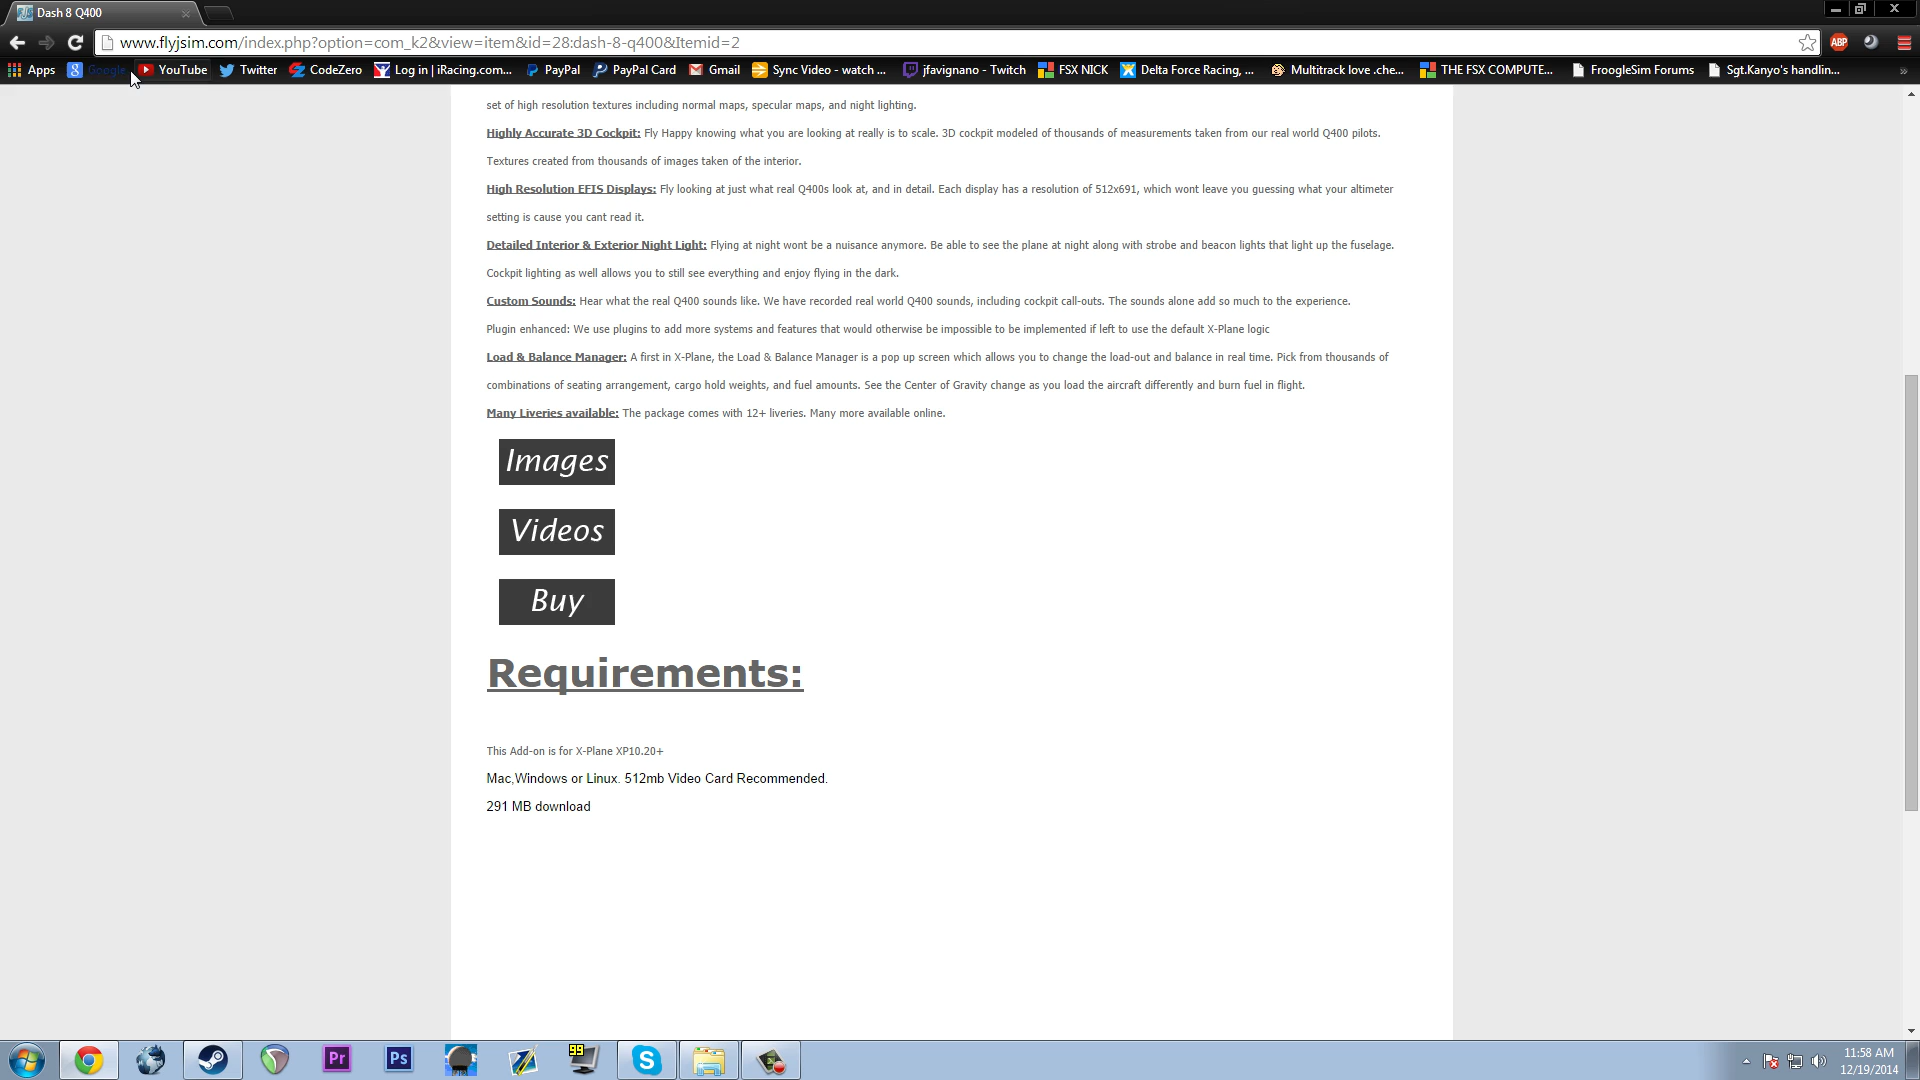 Dash 8 Q400
www.flyjsim.com/index.php?option=com_k2&view=item&id=28:dash-8-q400&Itemid=2
ABP
Apps Google YouTube Twitter CodeZero Log in | iRacing.com... PayPal PayPal Card Gmail Sync Video - watch ... jfavignano - Twitch FSX NICK Delta Force Racing, ... Multitrack love .che... THE FSX COMPUTE... FroogleSim Forums Sgt.Kanyo's handlin... »
set of high resolution textures including normal maps, specular maps, and night lighting.
Highly Accurate 3D Cockpit: Fly Happy knowing what you are looking at really is to scale. 3D cockpit modeled of thousands of measurements taken from our real world Q400 pilots.
Textures created from thousands of images taken of the interior.
High Resolution EFIS Displays: Fly looking at just what real Q400s look at, and in detail. Each display has a resolution of 512x691, which wont leave you guessing what your altimeter
setting is cause you cant read it.
Detailed Interior & Exterior Night Light: Flying at night wont be a nuisance anymore. Be able to see the plane at night along with strobe and beacon lights that light up the fuselage.
Cockpit lighting as well allows you to still see everything and enjoy flying in the dark.
Custom Sounds: Hear what the real Q400 sounds like. We have recorded real world Q400 sounds, including cockpit call-outs. The sounds alone add so much to the experience.
Plugin enhanced: We use plugins to add more systems and features that would otherwise be impossible to be implemented if left to use the default X-Plane logic
Load & Balance Manager: A first in X-Plane, the Load & Balance Manager is a pop up screen which allows you to change the load-out and balance in real time. Pick from thousands of
combinations of seating arrangement, cargo hold weights, and fuel amounts. See the Center of Gravity change as you load the aircraft differently and burn fuel in flight.
Many Liveries available: The package comes with 12+ liveries. Many more available online.
Images
Videos
Buy
Requirements:
This Add-on is for X-Plane XP10.20+
Mac,Windows or Linux. 512mb Video Card Recommended.
291 MB download
Pr
Ps
99
S
11:58 AM
12/19/2014